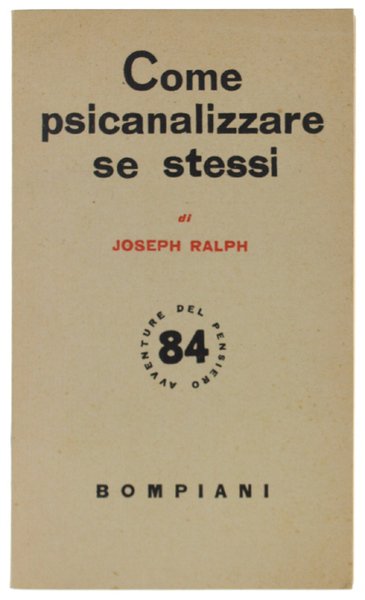 Come
psicanalizzare
se stessi
di
JOSEPH RALPH
AVVENTURE DEL PENSIERO
84
BOMPIANI